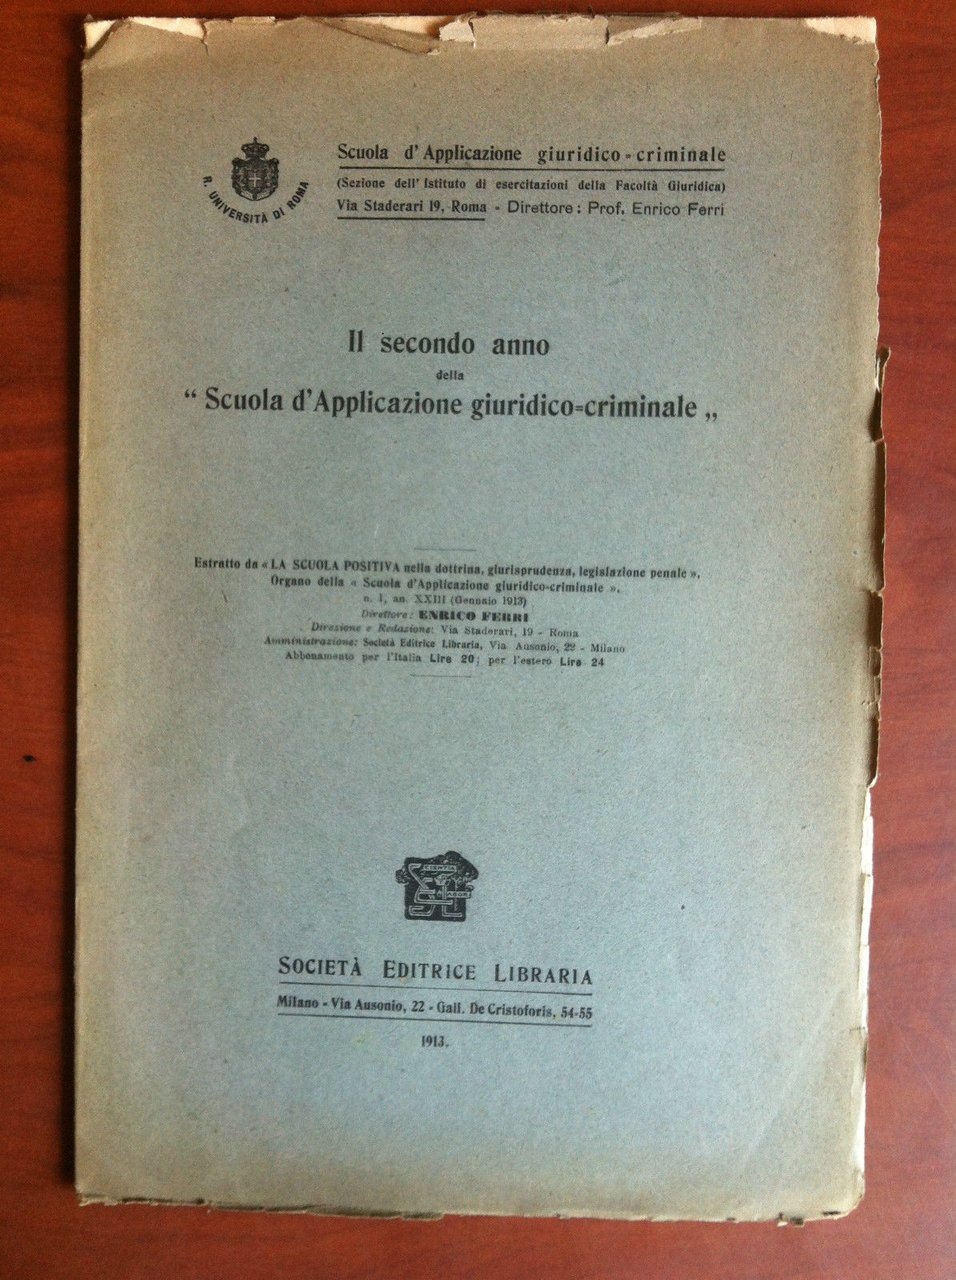 R. UNIVERSITÀ DI ROMA
Scuola d'Applicazione giuridico-criminale
(Sezione dell'Istituto di esercitazioni della Facoltà Giuridica)
Via Staderari 19, Roma - Direttore: Prof. Enrico Ferri
Il secondo anno
della
“ Scuola d'Applicazione giuridico=criminale „
Estratto da « LA SCUOLA POSITIVA nella dottrina, giurisprudenza, legislazione penale »,
Organo della « Scuola d'Applicazione giuridico-criminale »,
n. 1, an. XXIII (Gennaio 1913)
Direttore: ENRICO FERRI
Direzione e Redazione: Via Staderari, 19 - Roma
Amministrazione: Società Editrice Libraria, Via Ausonio, 22 - Milano
Abbonamento per l'Italia Lire 20; per l'estero Lire 24
SOCIETÀ EDITRICE LIBRARIA
Milano - Via Ausonio, 22 - Gall. De Cristoforis, 54-55
1913.